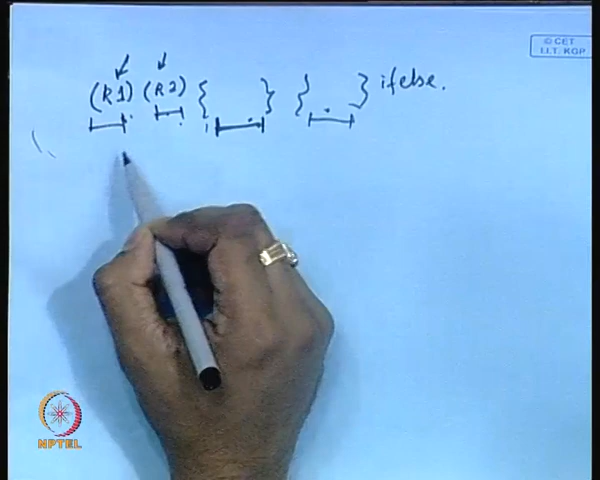 © CET
I.I.T. KGP
(R1) (R2) { } { } ifelse.
NPTEL